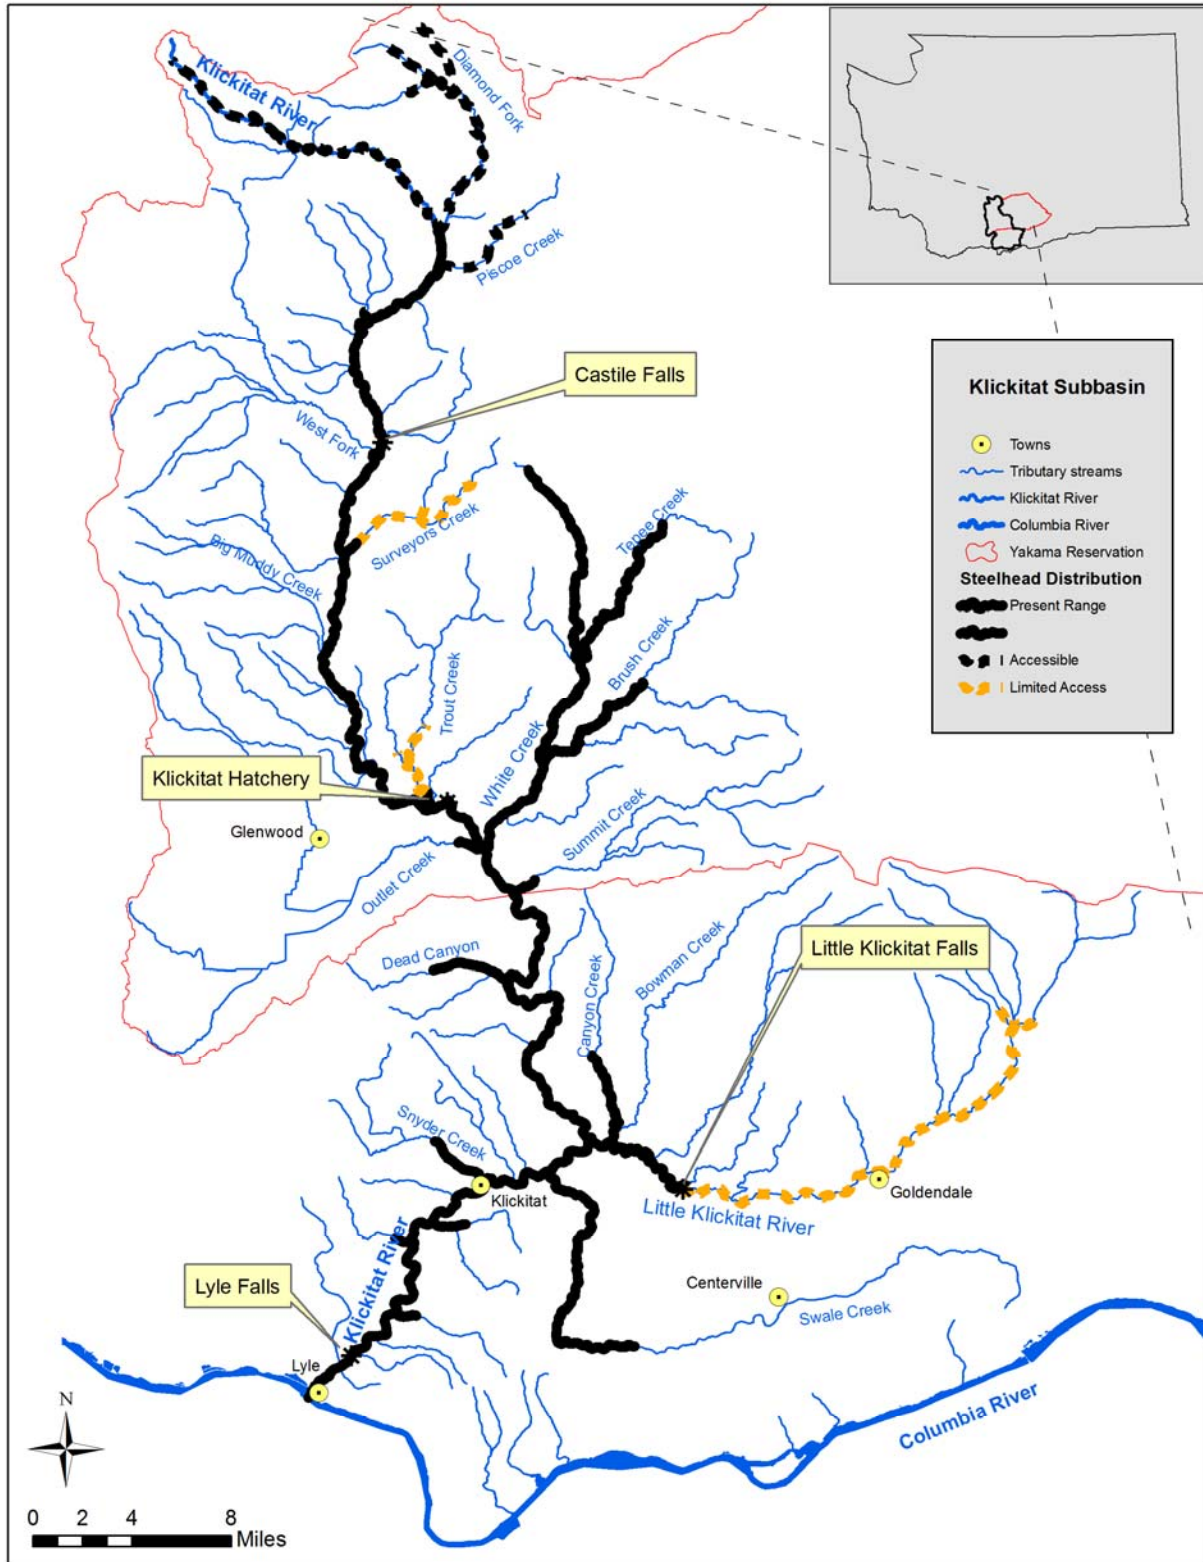 Klickitat River
Diamond Fork
Piscoe Creek
Castile Falls
West Fork
Surveyors Creek
Big Muddy Creek
Tepee Creek
Brush Creek
Trout Creek
White Creek
Klickitat Hatchery
Glenwood
Summit Creek
Outlet Creek
Dead Canyon
Canyon Creek
Bowman Creek
Little Klickitat Falls
Snyder Creek
Klickitat
Goldendale
Little Klickitat River
Klickitat River
Lyle Falls
Centerville
Swale Creek
Lyle
Columbia River
N
0 2 4 8
Miles
Klickitat Subbasin
Towns
Tributary streams
Klickitat River
Columbia River
Yakama Reservation
Steelhead Distribution
Present Range
Accessible
Limited Access